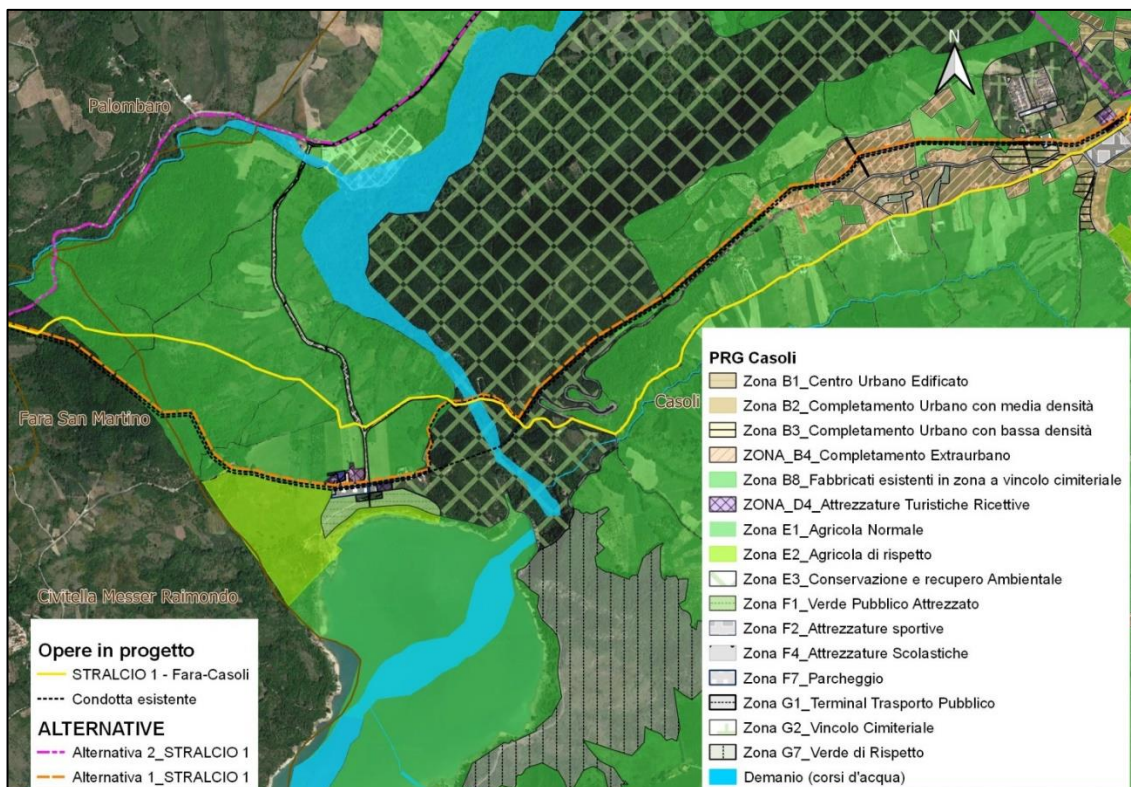 N
Palombaro
Fara San Martino
Casoli
Civitella Messer Raimondo
Opere in progetto
STRALCIO 1 - Fara-Casoli
Condotta esistente
ALTERNATIVE
Alternativa 2_STRALCIO 1
Alternativa 1_STRALCIO 1
PRG Casoli
Zona B1_Centro Urbano Edificato
Zona B2_Completamento Urbano con media densità
Zona B3_Completamento Urbano con bassa densità
ZONA_B4_Completamento Extraurbano
Zona B8_Fabbricati esistenti in zona a vincolo cimiteriale
ZONA_D4_Attrezzature Turistiche Ricettive
Zona E1_Agricola Normale
Zona E2_Agricola di rispetto
Zona E3_Conservazione e recupero Ambientale
Zona F1_Verde Pubblico Attrezzato
Zona F2_Attrezzature sportive
Zona F4_Attrezzature Scolastiche
Zona F7_Parcheggio
Zona G1_Terminal Trasporto Pubblico
Zona G2_Vincolo Cimiteriale
Zona G7_Verde di Rispetto
Demanio (corsi d'acqua)